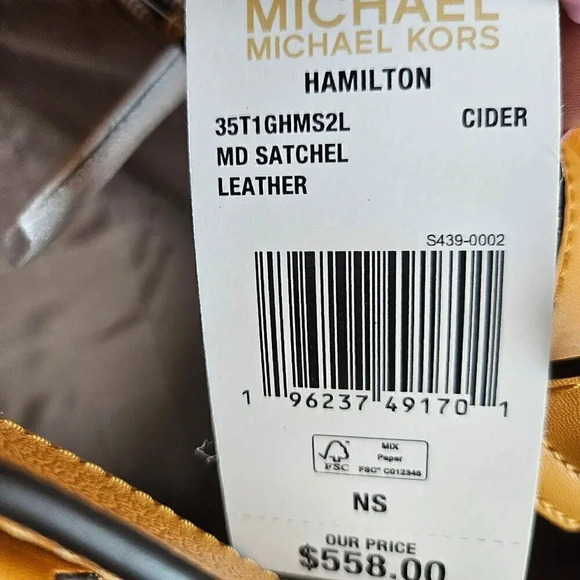 MICHAEL
MICHAEL KORS
HAMILTON
35T1GHMS2L CIDER
MD SATCHEL
LEATHER
S439-0002
1 96237 49170 1
FSC
MIX
Paper
FSC™ C012345
NS
OUR PRICE
$558.00